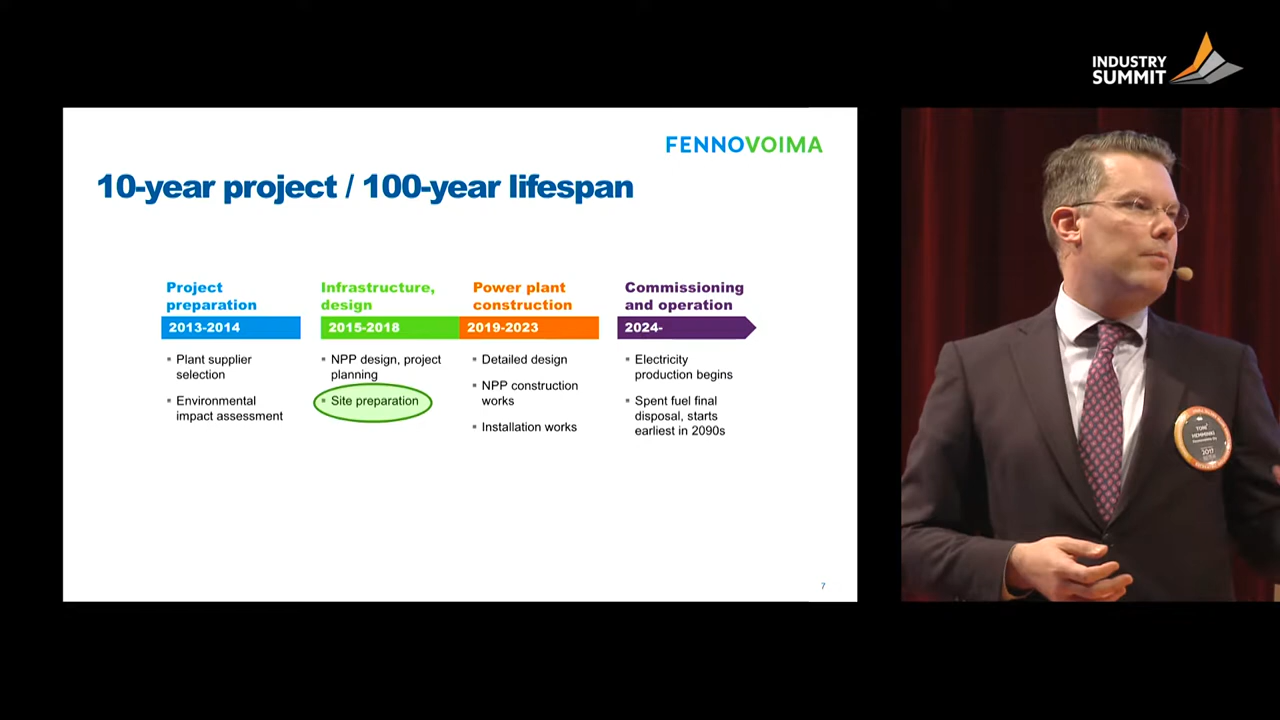 INDUSTRY
SUMMIT
FENNOVOIMA
10-year project / 100-year lifespan
Project
preparation
2013-2014
▪ Plant supplier
selection
▪ Environmental
impact assessment
Infrastructure,
design
2015-2018
▪ NPP design, project
planning
▪ Site preparation
Power plant
construction
2019-2023
▪ Detailed design
▪ NPP construction
works
▪ Installation works
Commissioning
and operation
2024-
▪ Electricity
production begins
▪ Spent fuel final
disposal, starts
earliest in 2090s
7
TONI
HEMMINKI
2017